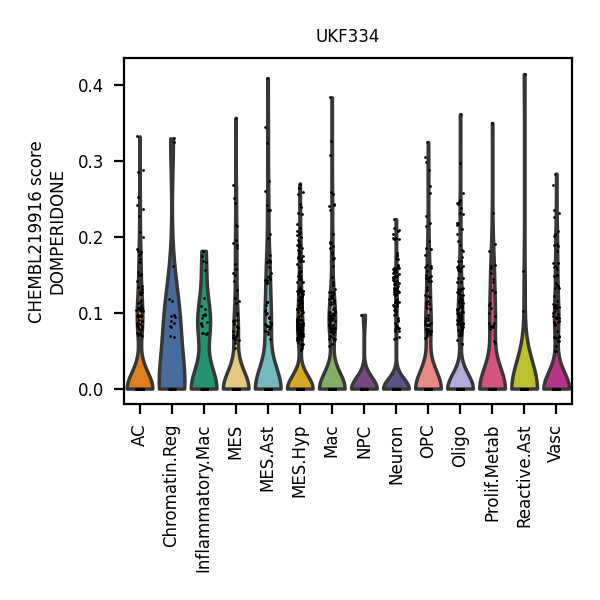 UKF334
CHEMBL219916 score
DOMPERIDONE
0.4
0.3
0.2
0.1
0.0
AC
Chromatin.Reg
Inflammatory.Mac
MES
MES.Ast
MES.Hyp
Mac
NPC
Neuron
OPC
Oligo
Prolif.Metab
Reactive.Ast
Vasc